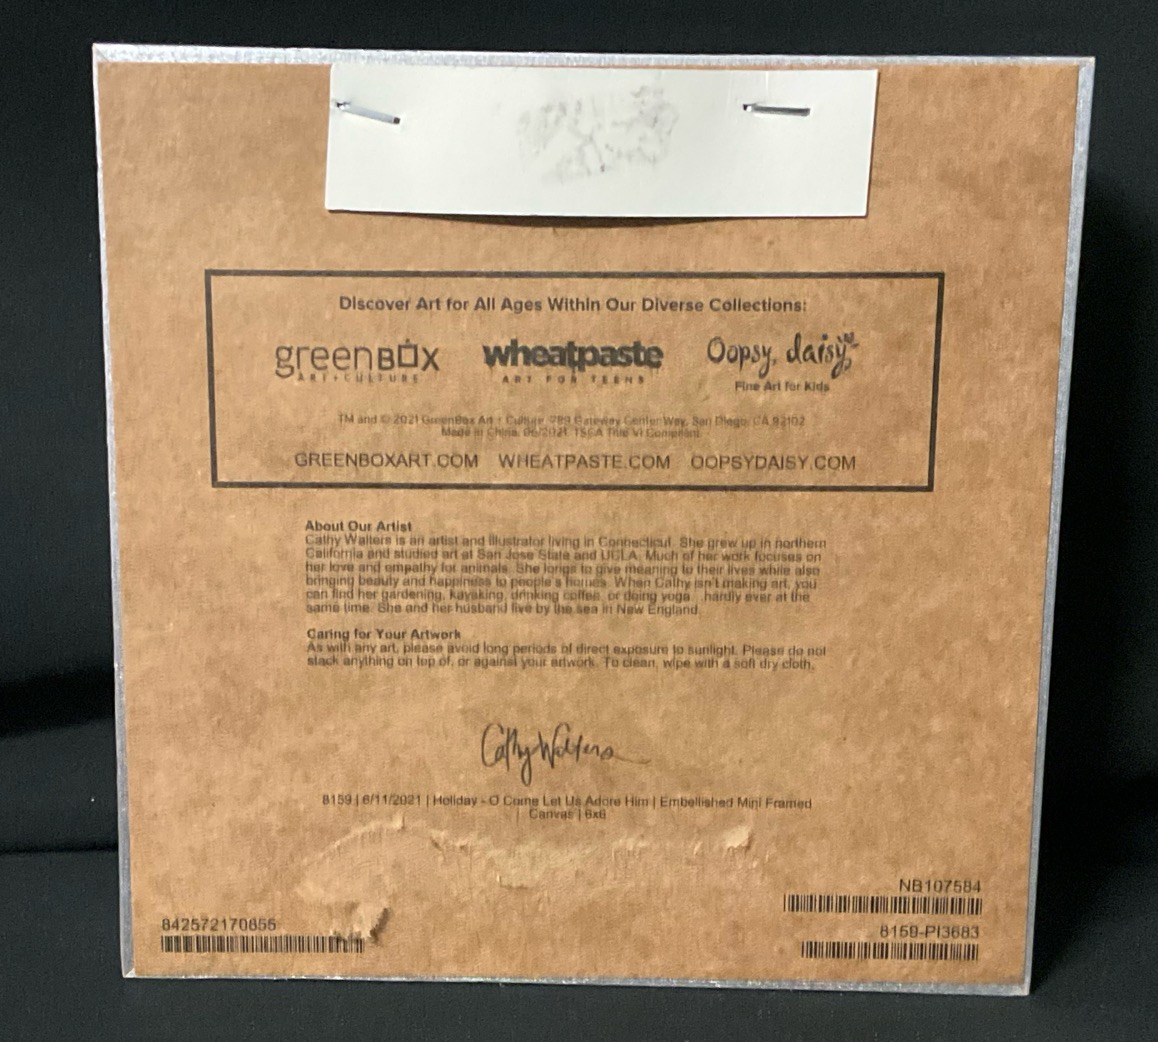 Discover Art for All Ages Within Our Diverse Collections:
greenBOX wheatpaste Oopsy daisy
ART + CULTURE ART FOR TEENS Fine Art for Kids
TM and © 2021 GreenBox Art + Culture 789 Gateway Center Way, San Diego, CA 92102
Made in China. 06/2021. TSCA Title VI Compliant.
GREENBOXART.COM WHEATPASTE.COM OOPSYDAISY.COM
About Our Artist
Cathy Walters is an artist and illustrator living in Connecticut. She grew up in northern
California and studied art at San Jose State and UCLA. Much of her work focuses on
her love and empathy for animals. She longs to give meaning to their lives while also
bringing beauty and happiness to people's homes. When Cathy isn't making art, you
can find her gardening, kayaking, drinking coffee, or doing yoga... hardly ever at the
same time. She and her husband live by the sea in New England.
Caring for Your Artwork
As with any art, please avoid long periods of direct exposure to sunlight. Please do not
stack anything on top of, or against your artwork. To clean, wipe with a soft dry cloth.
Cathy Walters
8159 | 6/11/2021 | Holiday - O Come Let Us Adore Him | Embellished Mini Framed
Canvas | 6x6
NB107584
842572170856
8159-PI3683